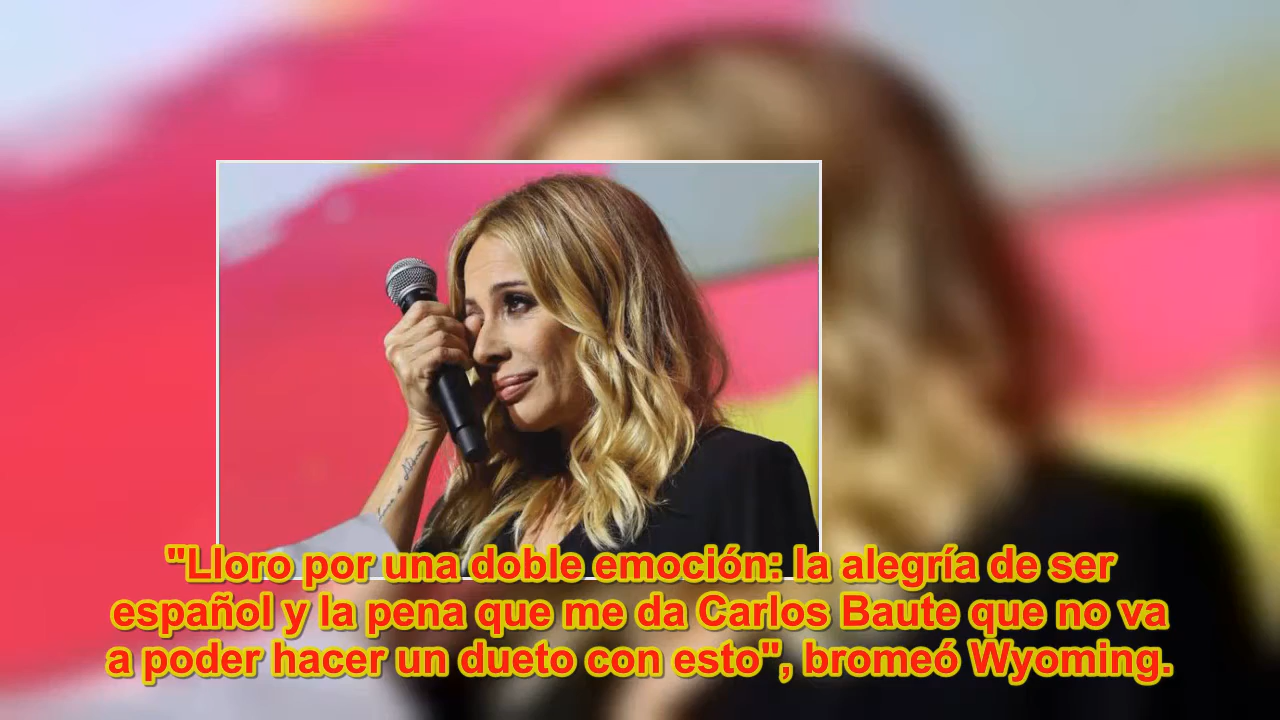 "Lloro por una doble emoción: la alegría de ser
español y la pena que me da Carlos Baute que no va
a poder hacer un dueto con esto", bromeó Wyoming.